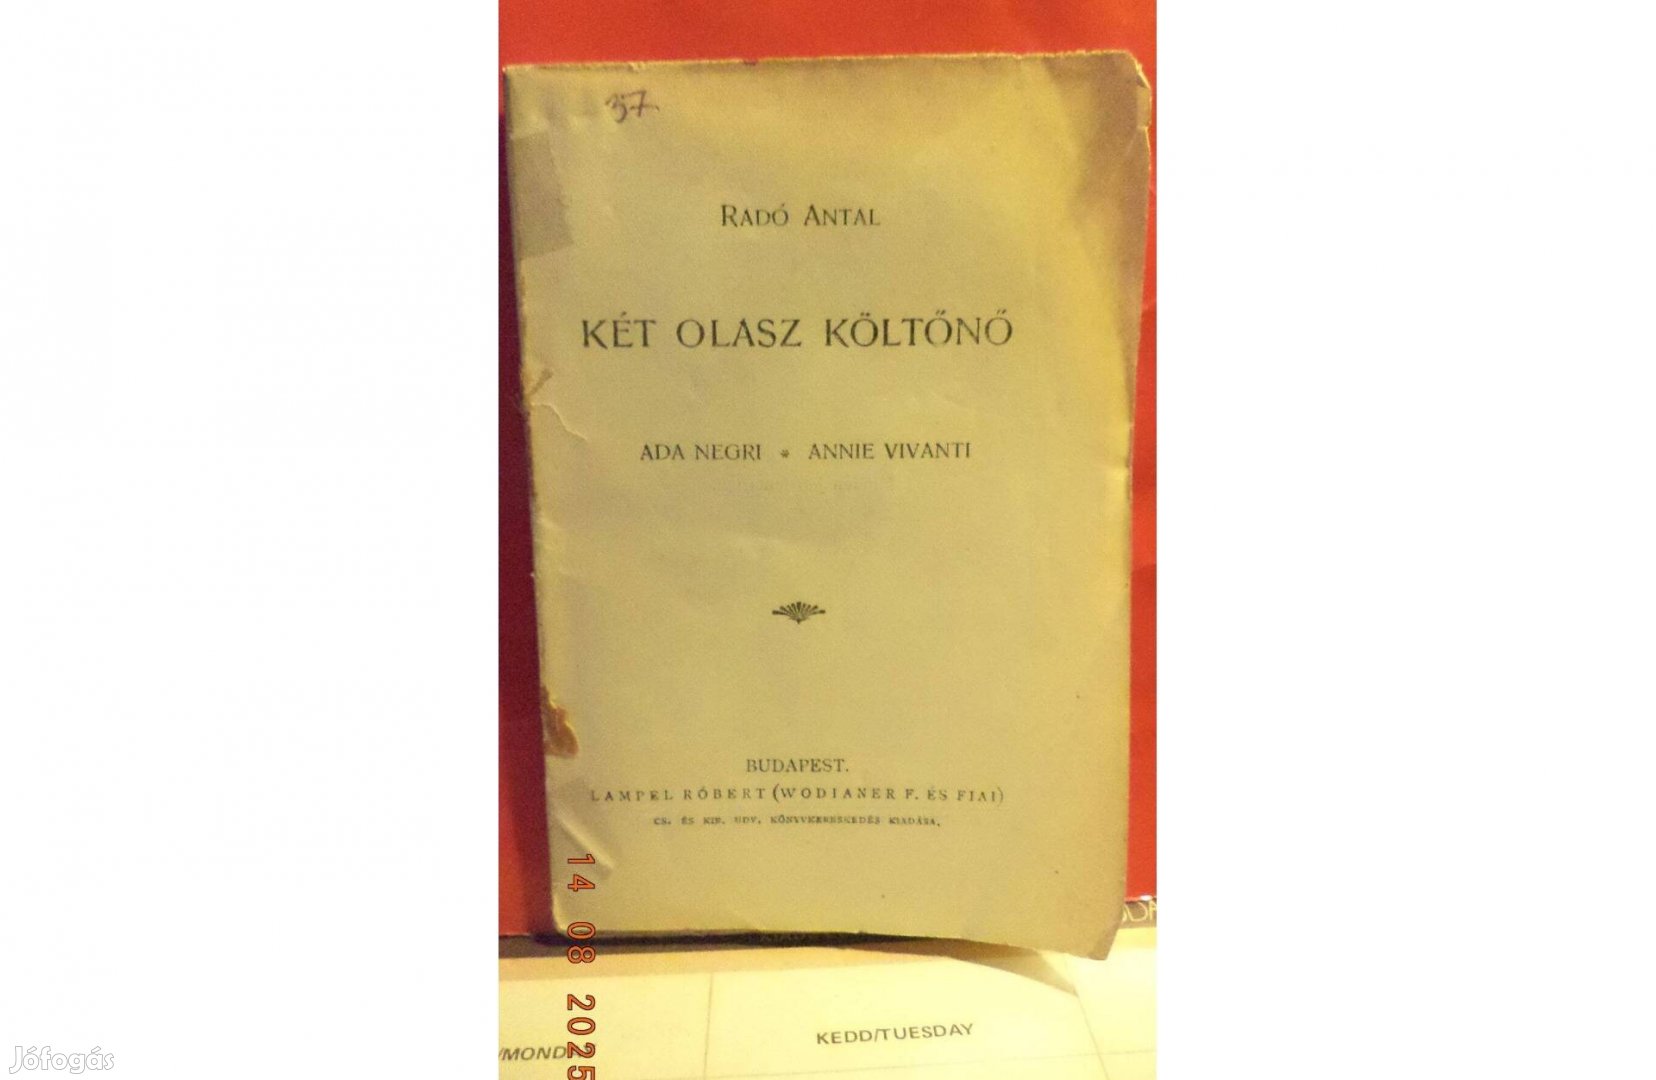 37
RADÓ ANTAL
KÉT OLASZ KÖLTŐNŐ
ADA NEGRI * ANNIE VIVANTI
BUDAPEST.
LAMPEL RÓBERT (WODIANER F. ÉS FIAI)
CS. ÉS KIR. UDV. KÖNYVKERESKEDÉS KIADÁSA.
14 08 2025
KEDD/TUESDAY
Jófogás